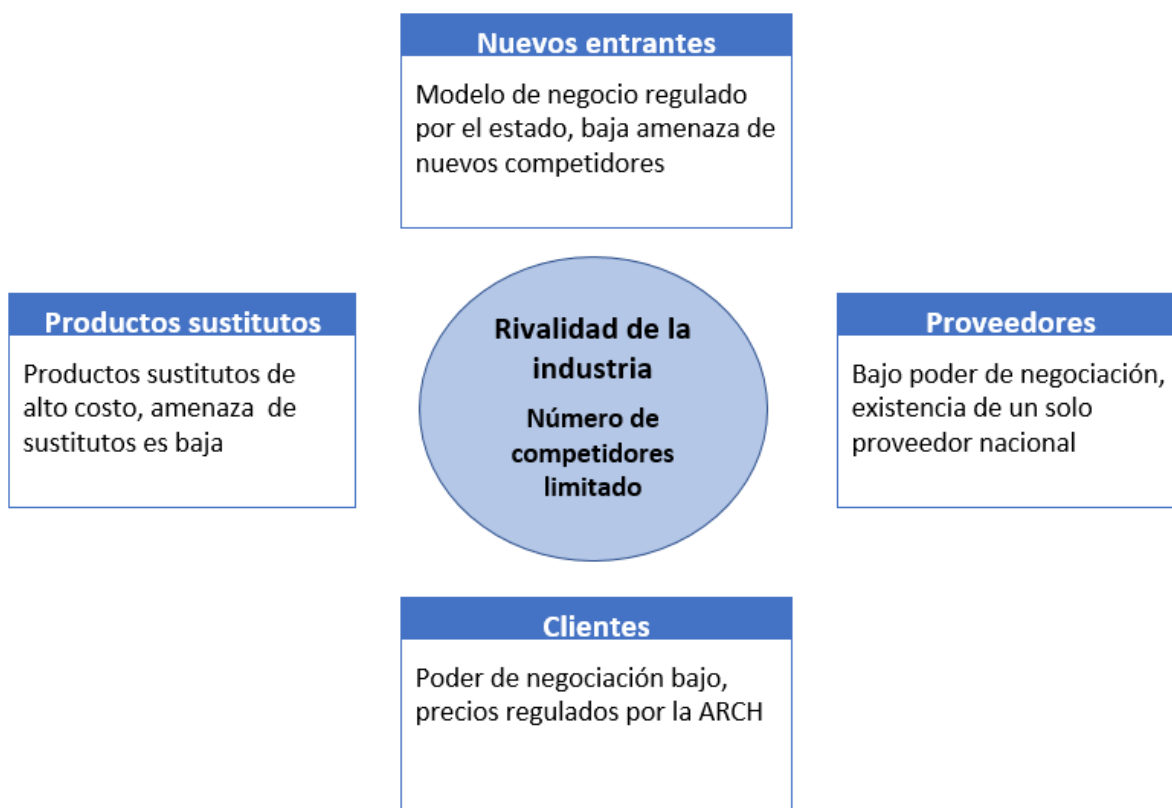 Nuevos entrantes
Modelo de negocio regulado
por el estado, baja amenaza de
nuevos competidores
Productos sustitutos
Productos sustitutos de
alto costo, amenaza  de
sustitutos es baja
Rivalidad de la
industria
Número de
competidores
limitado
Proveedores
Bajo poder de negociación,
existencia de un solo
proveedor nacional
Clientes
Poder de negociación bajo,
precios regulados por la ARCH